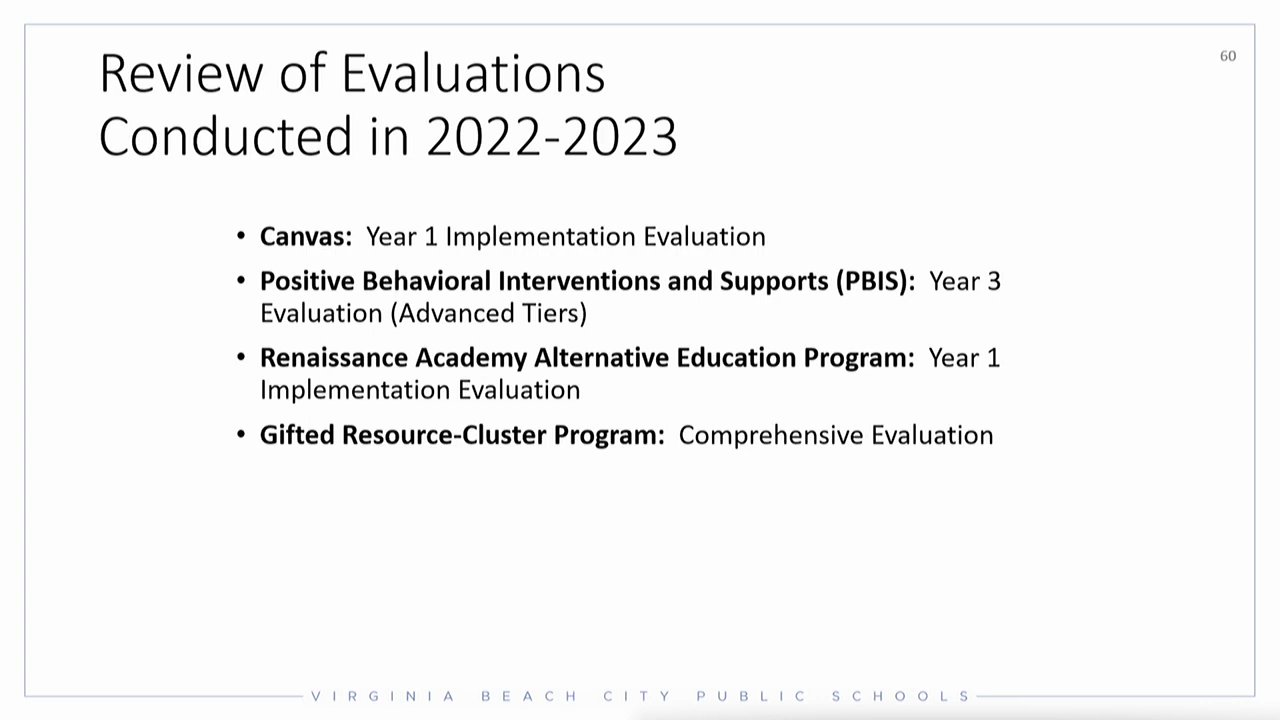 60
Review of Evaluations
Conducted in 2022-2023
• Canvas: Year 1 Implementation Evaluation
• Positive Behavioral Interventions and Supports (PBIS): Year 3
Evaluation (Advanced Tiers)
• Renaissance Academy Alternative Education Program: Year 1
Implementation Evaluation
• Gifted Resource-Cluster Program: Comprehensive Evaluation
VIRGINIA BEACH CITY PUBLIC SCHOOLS